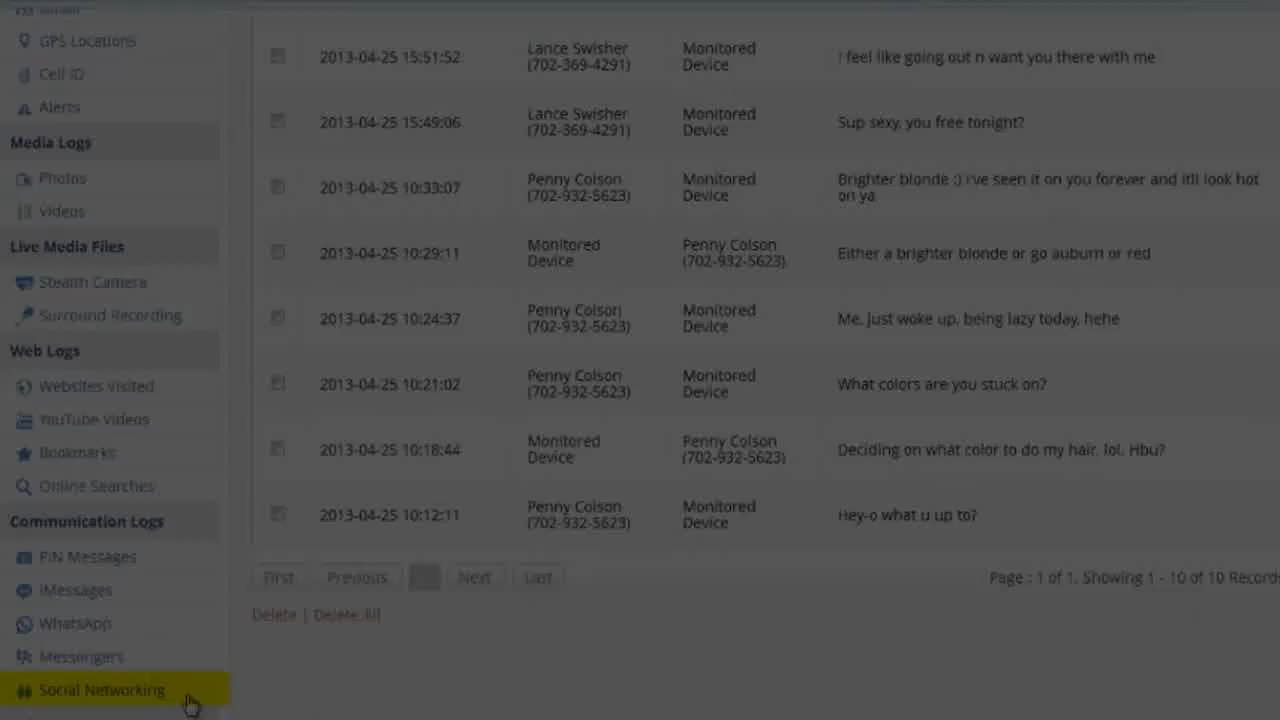 GPS Locations
Cell ID
Alerts
Media Logs
Photos
Videos
Live Media Files
Stealth Camera
Surround Recording
Web Logs
Websites Visited
YouTube Videos
Bookmarks
Online Searches
Communication Logs
PIN Messages
iMessages
WhatsApp
Messengers
Social Networking
2013-04-25 15:51:52 Lance Swisher Monitored I feel like going out n want you there with me
(702-369-4291) Device
2013-04-25 15:49:06 Lance Swisher Monitored Sup sexy, you free tonight?
(702-369-4291) Device
2013-04-25 10:33:07 Penny Colson Monitored Brighter blonde :) i've seen it on you forever and itll look hot
(702-932-5623) Device on ya
2013-04-25 10:29:11 Monitored Penny Colson Either a brighter blonde or go auburn or red
Device (702-932-5623)
2013-04-25 10:24:37 Penny Colson Monitored Me, just woke up, being lazy today, hehe
(702-932-5623) Device
2013-04-25 10:21:02 Penny Colson Monitored What colors are you stuck on?
(702-932-5623) Device
2013-04-25 10:18:44 Monitored Penny Colson Deciding on what color to do my hair, lol. Hbu?
Device (702-932-5623)
2013-04-25 10:12:11 Penny Colson Monitored Hey-o what u up to?
(702-932-5623) Device
First Previous Next Last Page : 1 of 1, Showing 1 - 10 of 10 Records
Delete | Delete All